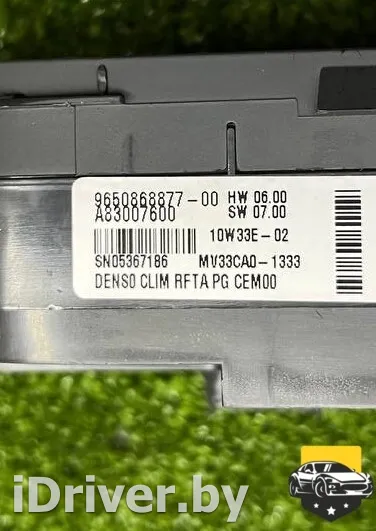 9650868877-00 HW 06.00
A83007600 SW 07.00
10W33E-02
SN05367186 MV33CA0-1333
DENSO CLIM RFTA PG CEM00
iDriver.by